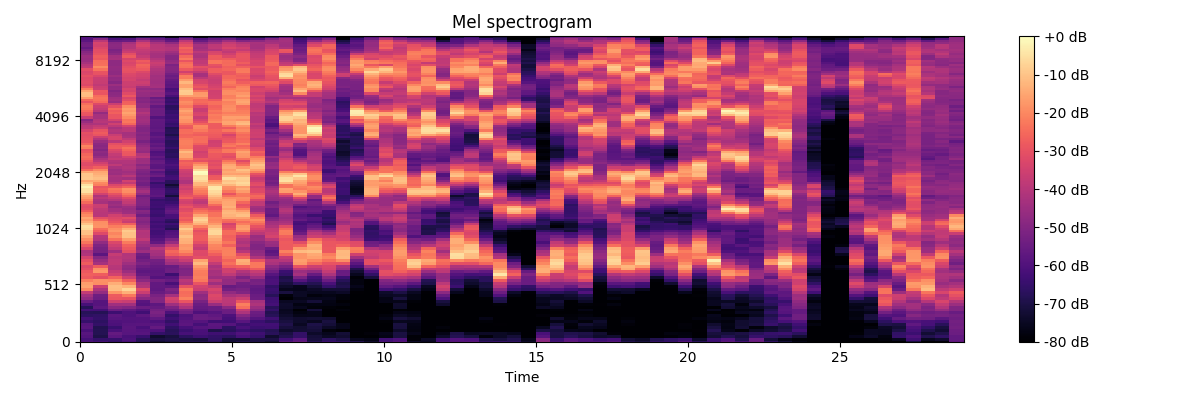 Mel spectrogram
Hz
8192
4096
2048
1024
512
0
0 5 10 15 20 25
Time
+0 dB
-10 dB
-20 dB
-30 dB
-40 dB
-50 dB
-60 dB
-70 dB
-80 dB